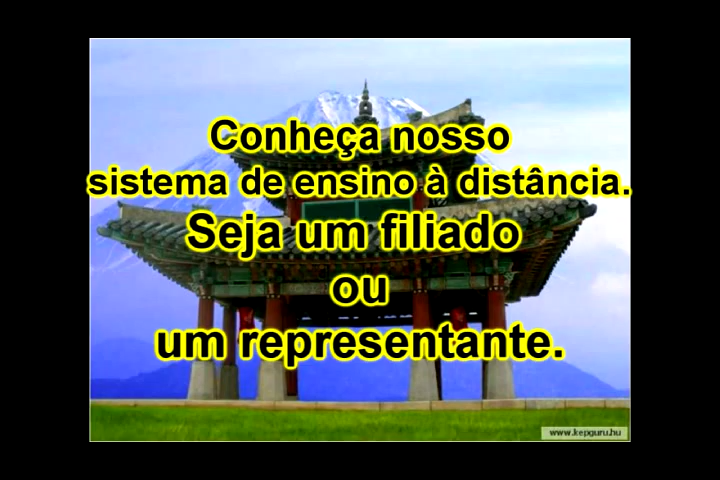 Conheça nosso
sistema de ensino à distância.
Seja um filiado
ou
um representante.
www.kepguru.hu